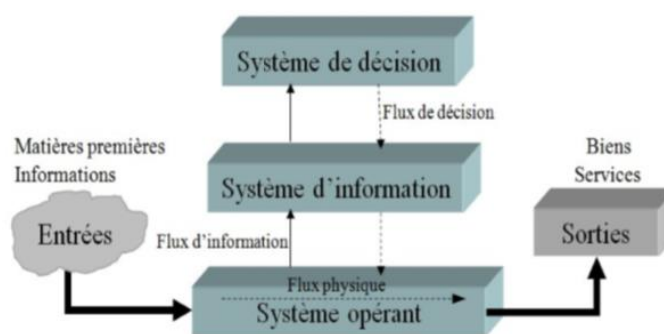 Système de décision
Flux de décision
Matières premières
Informations
Biens
Services
Système d'information
Entrées
Flux d'information
Sorties
Flux physique
Système opérant